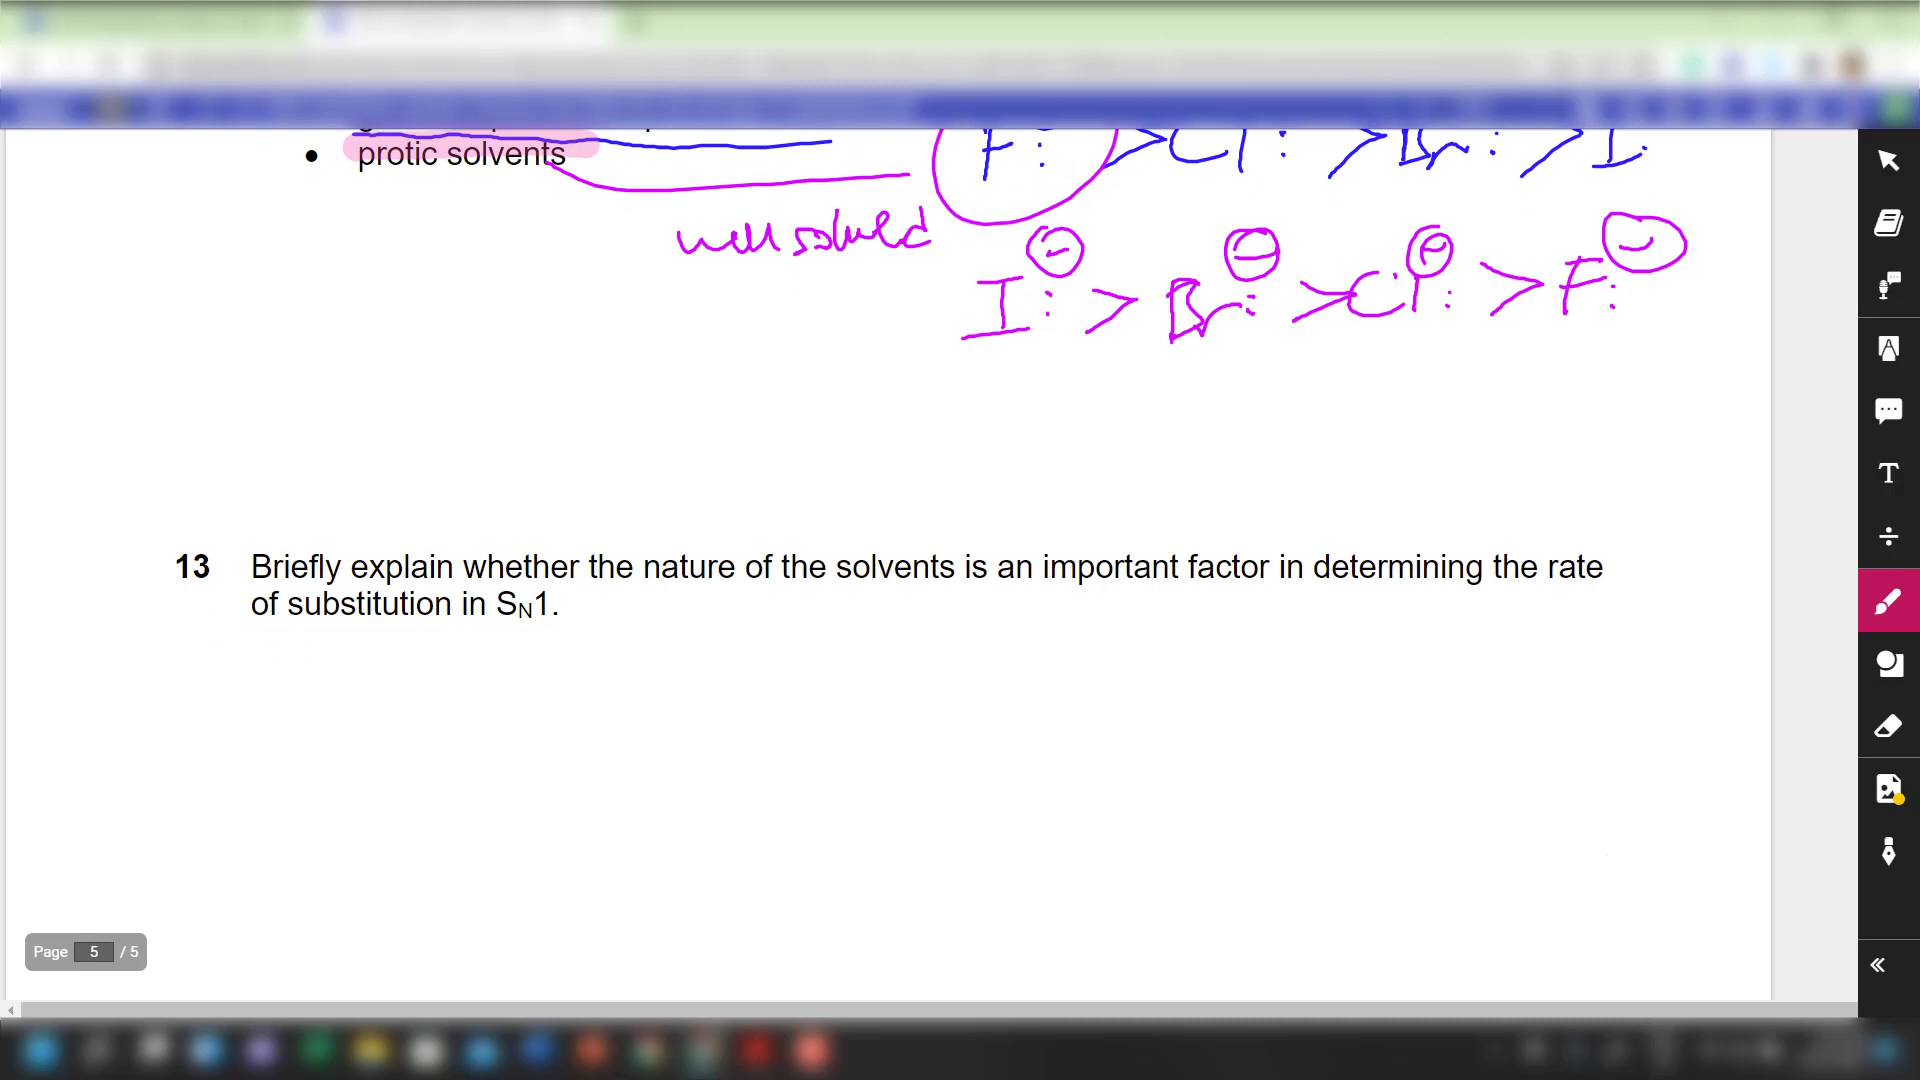 • protic solvents
F: > Cl: > Br: > I:
well solved
I:⊖ > Br:⊖ > Cl:⊖ > F:⊖
13 Briefly explain whether the nature of the solvents is an important factor in determining the rate
of substitution in SN1.
Page 5 / 5